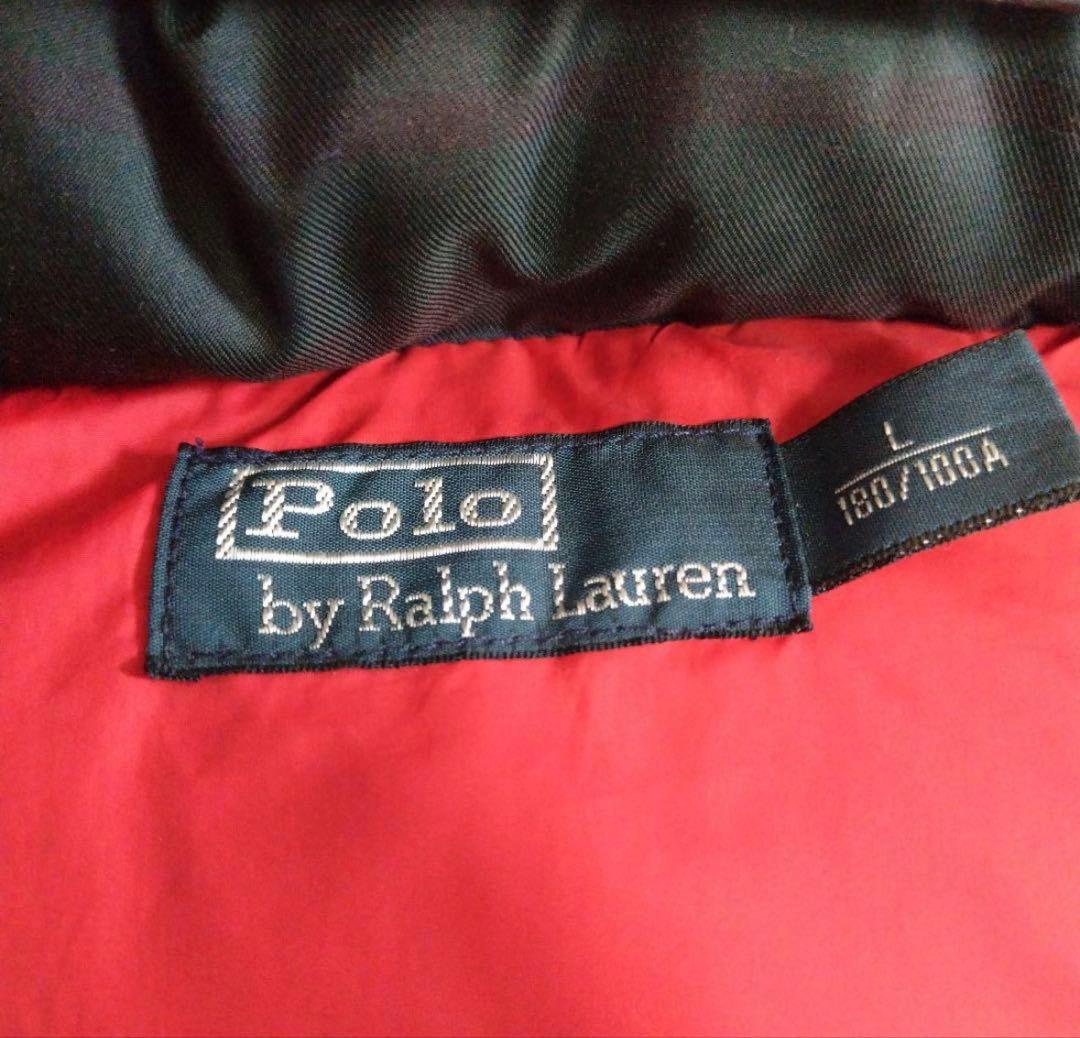 Polo
by Ralph Lauren
L
180/100A